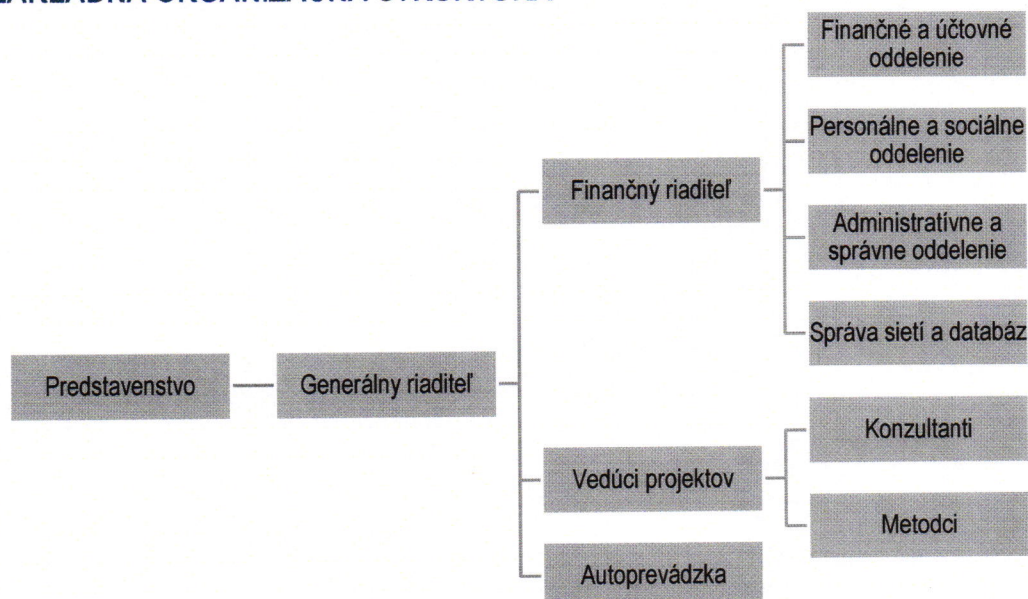 Finančné a účtovné
oddelenie
Personálne a sociálne
oddelenie
Finančný riaditeľ
Administratívne a
správne oddelenie
Správa sietí a databáz
Predstavenstvo
Generálny riaditeľ
Konzultanti
Vedúci projektov
Metodci
Autoprevádzka